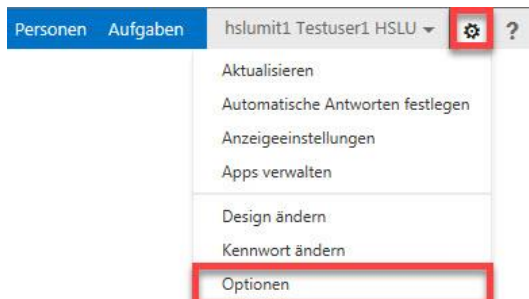 Personen Aufgaben hslumit1 Testuser1 HSLU ?
Aktualisieren
Automatische Antworten festlegen
Anzeigeeinstellungen
Apps verwalten
Design ändern
Kennwort ändern
Optionen